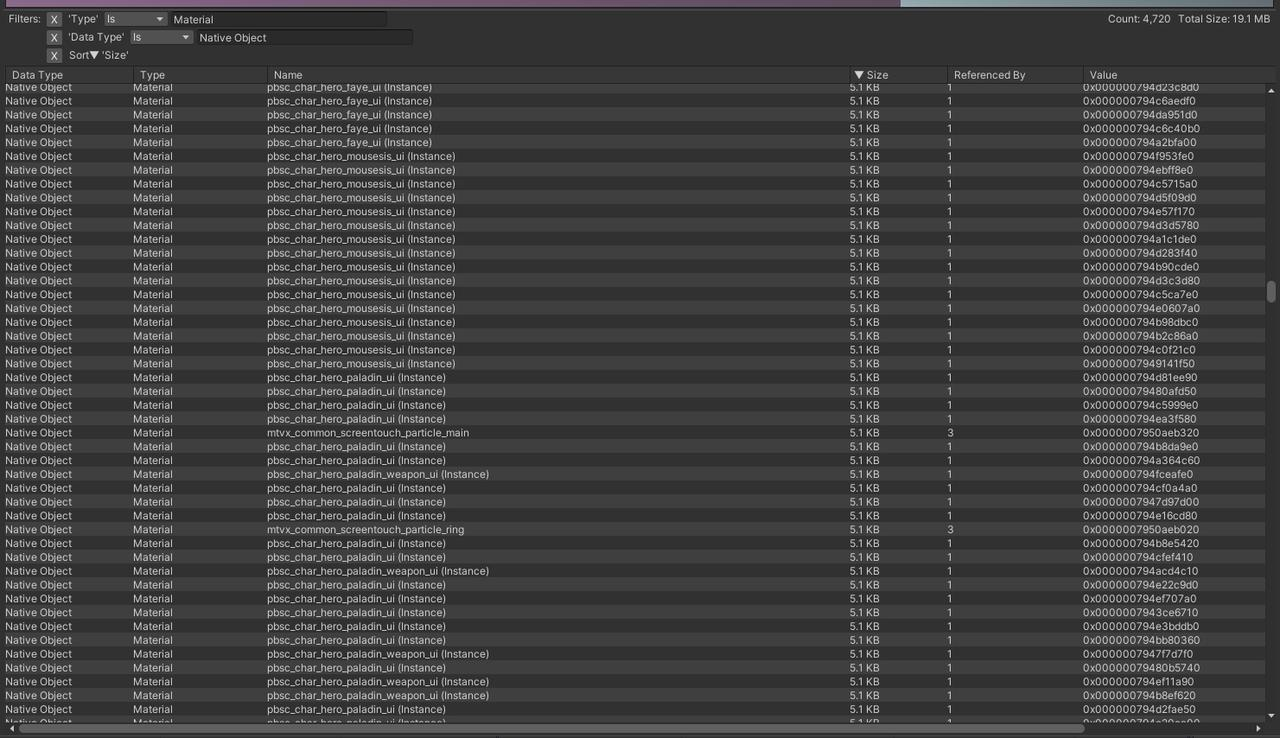 Filters: X 'Type' Is Material Count: 4,720 Total Size: 19.1 MB
X 'Data Type' Is Native Object
X Sort▼ 'Size'
Data Type Type Name ▼ Size Referenced By Value
Native Object Material pbsc_char_hero_faye_ui (Instance) 5.1 KB 1 0x000000794d23c8d0
Native Object Material pbsc_char_hero_faye_ui (Instance) 5.1 KB 1 0x000000794c6aedf0
Native Object Material pbsc_char_hero_faye_ui (Instance) 5.1 KB 1 0x000000794da951d0
Native Object Material pbsc_char_hero_faye_ui (Instance) 5.1 KB 1 0x000000794c6c40b0
Native Object Material pbsc_char_hero_faye_ui (Instance) 5.1 KB 1 0x000000794a2bfa00
Native Object Material pbsc_char_hero_mousesis_ui (Instance) 5.1 KB 1 0x000000794f953fe0
Native Object Material pbsc_char_hero_mousesis_ui (Instance) 5.1 KB 1 0x000000794ebff8e0
Native Object Material pbsc_char_hero_mousesis_ui (Instance) 5.1 KB 1 0x000000794c5715a0
Native Object Material pbsc_char_hero_mousesis_ui (Instance) 5.1 KB 1 0x000000794d5f09d0
Native Object Material pbsc_char_hero_mousesis_ui (Instance) 5.1 KB 1 0x000000794e57f170
Native Object Material pbsc_char_hero_mousesis_ui (Instance) 5.1 KB 1 0x000000794d3d5780
Native Object Material pbsc_char_hero_mousesis_ui (Instance) 5.1 KB 1 0x000000794a1c1de0
Native Object Material pbsc_char_hero_mousesis_ui (Instance) 5.1 KB 1 0x000000794d283f40
Native Object Material pbsc_char_hero_mousesis_ui (Instance) 5.1 KB 1 0x000000794b90cde0
Native Object Material pbsc_char_hero_mousesis_ui (Instance) 5.1 KB 1 0x000000794d3c3d80
Native Object Material pbsc_char_hero_mousesis_ui (Instance) 5.1 KB 1 0x000000794c5ca7e0
Native Object Material pbsc_char_hero_mousesis_ui (Instance) 5.1 KB 1 0x000000794e0607a0
Native Object Material pbsc_char_hero_mousesis_ui (Instance) 5.1 KB 1 0x000000794b98dbc0
Native Object Material pbsc_char_hero_mousesis_ui (Instance) 5.1 KB 1 0x000000794b2c86a0
Native Object Material pbsc_char_hero_mousesis_ui (Instance) 5.1 KB 1 0x000000794c0f21c0
Native Object Material pbsc_char_hero_mousesis_ui (Instance) 5.1 KB 1 0x0000007949141f50
Native Object Material pbsc_char_hero_paladin_ui (Instance) 5.1 KB 1 0x000000794d81ee90
Native Object Material pbsc_char_hero_paladin_ui (Instance) 5.1 KB 1 0x00000079480afd50
Native Object Material pbsc_char_hero_paladin_ui (Instance) 5.1 KB 1 0x000000794c5999e0
Native Object Material pbsc_char_hero_paladin_ui (Instance) 5.1 KB 1 0x000000794ea3f580
Native Object Material mtvx_common_screentouch_particle_main 5.1 KB 3 0x0000007950aeb320
Native Object Material pbsc_char_hero_paladin_ui (Instance) 5.1 KB 1 0x000000794b8da9e0
Native Object Material pbsc_char_hero_paladin_ui (Instance) 5.1 KB 1 0x000000794a364c60
Native Object Material pbsc_char_hero_paladin_weapon_ui (Instance) 5.1 KB 1 0x000000794fceafe0
Native Object Material pbsc_char_hero_paladin_ui (Instance) 5.1 KB 1 0x000000794cf0a4a0
Native Object Material pbsc_char_hero_paladin_ui (Instance) 5.1 KB 1 0x0000007947d97d00
Native Object Material pbsc_char_hero_paladin_ui (Instance) 5.1 KB 1 0x000000794e16cd80
Native Object Material mtvx_common_screentouch_particle_ring 5.1 KB 3 0x0000007950aeb020
Native Object Material pbsc_char_hero_paladin_ui (Instance) 5.1 KB 1 0x000000794b8e5420
Native Object Material pbsc_char_hero_paladin_ui (Instance) 5.1 KB 1 0x000000794cfef410
Native Object Material pbsc_char_hero_paladin_weapon_ui (Instance) 5.1 KB 1 0x000000794acd4c10
Native Object Material pbsc_char_hero_paladin_ui (Instance) 5.1 KB 1 0x000000794e22c9d0
Native Object Material pbsc_char_hero_paladin_ui (Instance) 5.1 KB 1 0x000000794ef707a0
Native Object Material pbsc_char_hero_paladin_ui (Instance) 5.1 KB 1 0x0000007943ce6710
Native Object Material pbsc_char_hero_paladin_ui (Instance) 5.1 KB 1 0x000000794e3bddb0
Native Object Material pbsc_char_hero_paladin_ui (Instance) 5.1 KB 1 0x000000794bb80360
Native Object Material pbsc_char_hero_paladin_weapon_ui (Instance) 5.1 KB 1 0x0000007947f7d7f0
Native Object Material pbsc_char_hero_paladin_ui (Instance) 5.1 KB 1 0x00000079480b5740
Native Object Material pbsc_char_hero_paladin_weapon_ui (Instance) 5.1 KB 1 0x000000794ef11a90
Native Object Material pbsc_char_hero_paladin_weapon_ui (Instance) 5.1 KB 1 0x000000794b8ef620
Native Object Material pbsc_char_hero_paladin_ui (Instance) 5.1 KB 1 0x000000794d2fae50
Native Object Material